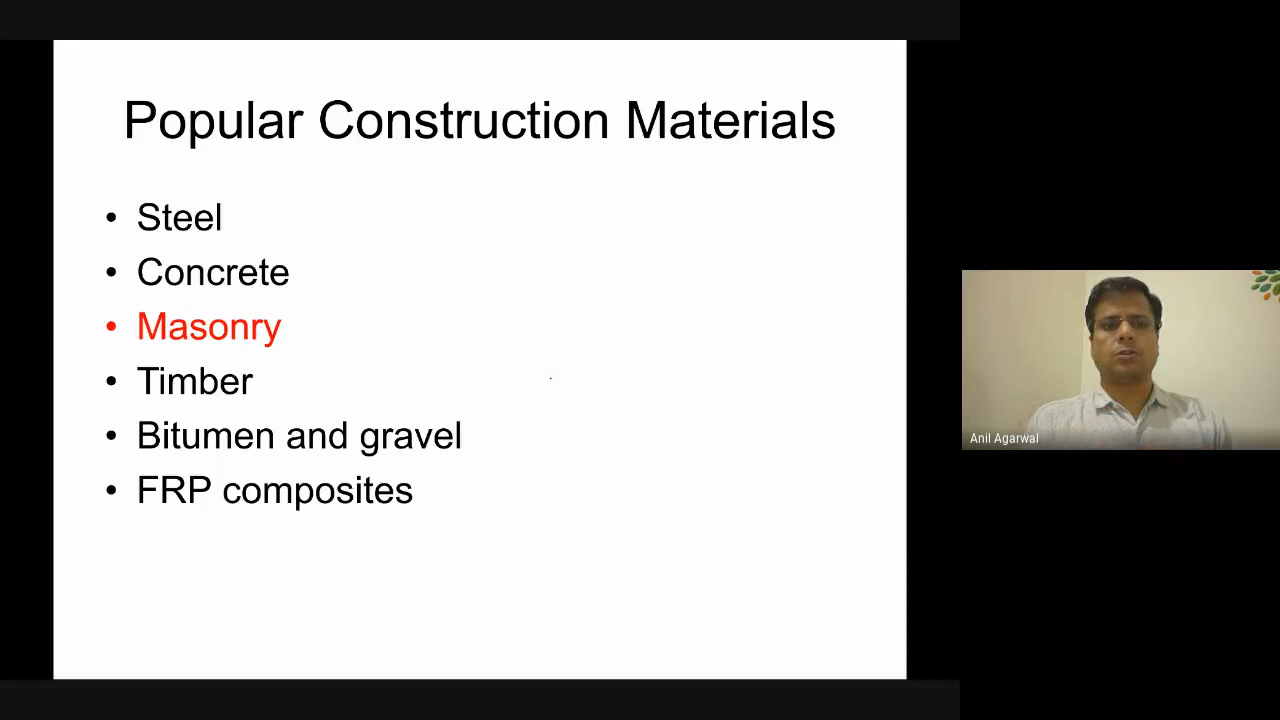 Popular Construction Materials
• Steel
• Concrete
• Masonry
• Timber
• Bitumen and gravel
• FRP composites
Anil Agarwal